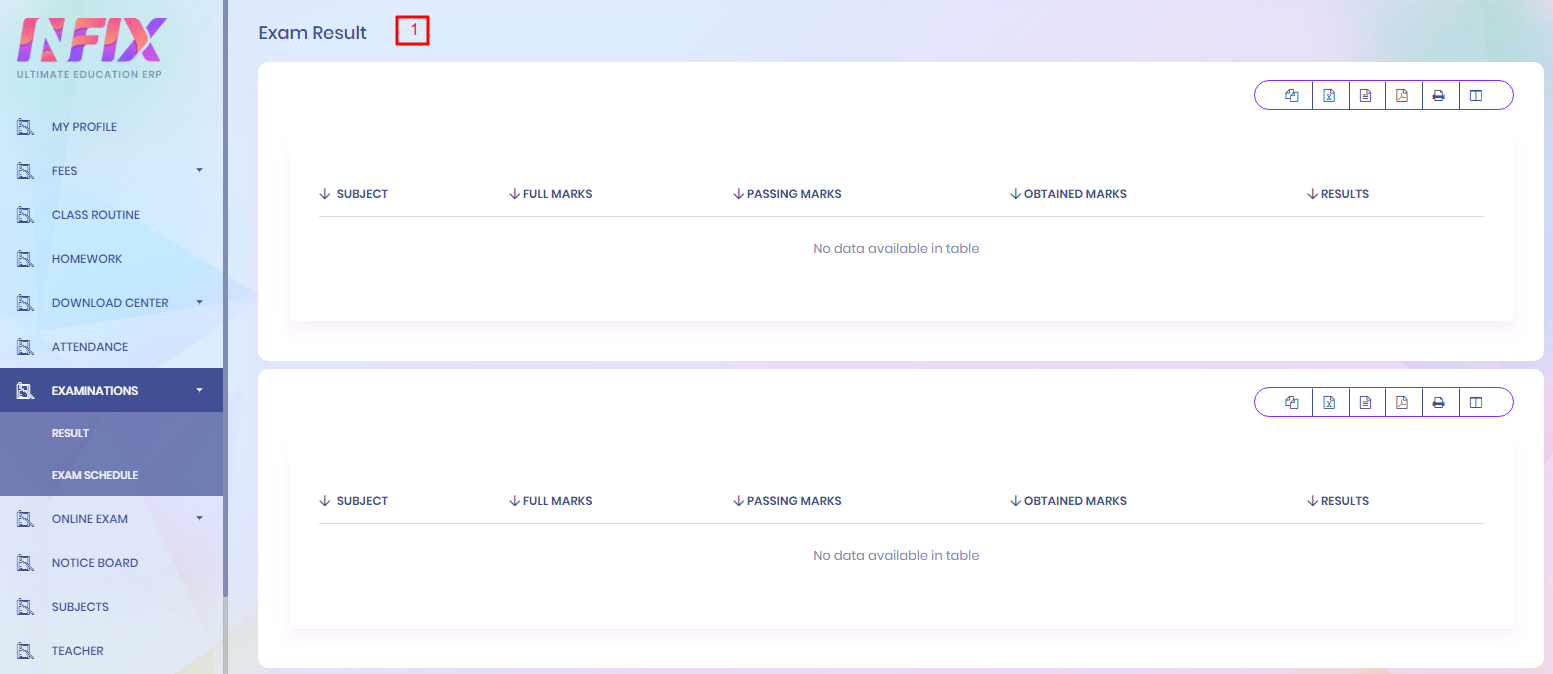 INFIX
ULTIMATE EDUCATION ERP
MY PROFILE
FEES
CLASS ROUTINE
HOMEWORK
DOWNLOAD CENTER
ATTENDANCE
EXAMINATIONS
RESULT
EXAM SCHEDULE
ONLINE EXAM
NOTICE BOARD
SUBJECTS
TEACHER
Exam Result 1
SUBJECT FULL MARKS PASSING MARKS OBTAINED MARKS RESULTS
No data available in table
SUBJECT FULL MARKS PASSING MARKS OBTAINED MARKS RESULTS
No data available in table